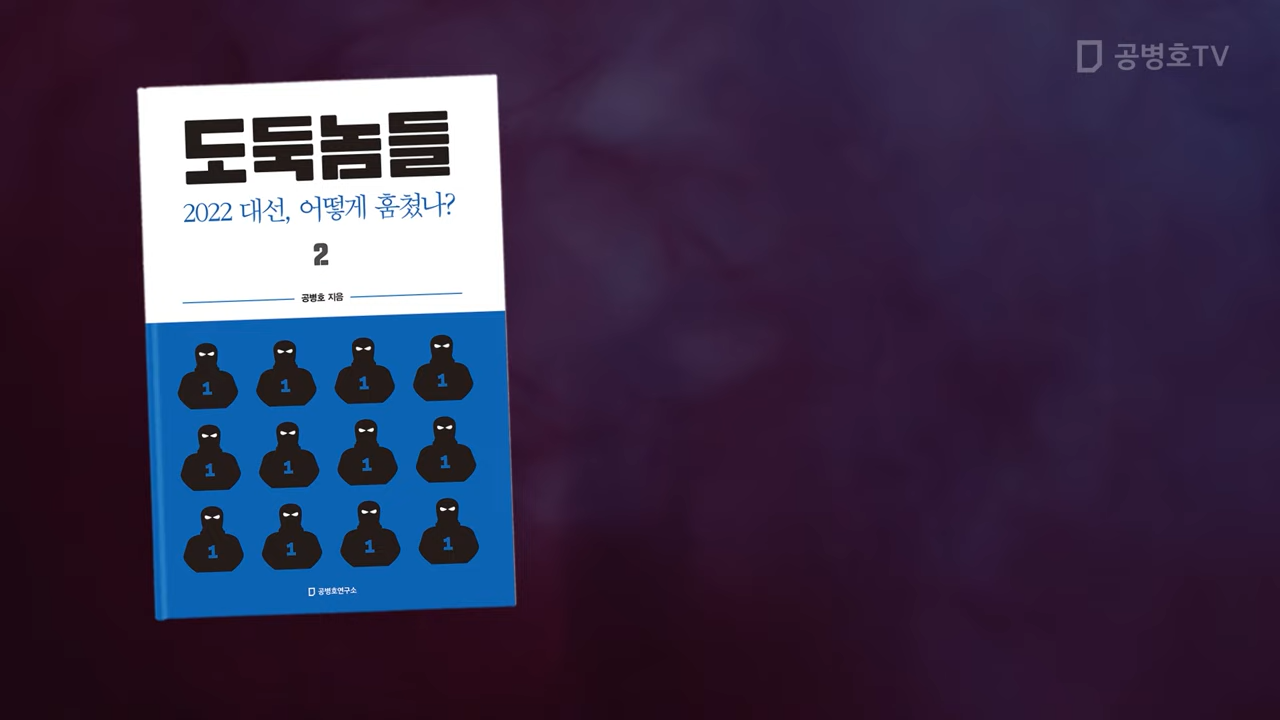 공병호TV
도둑놈들
2022 대선, 어떻게 훔쳤나?
2
공병호 지음
1 1 1 1
1 1 1 1
1 1 1 1
공병호연구소